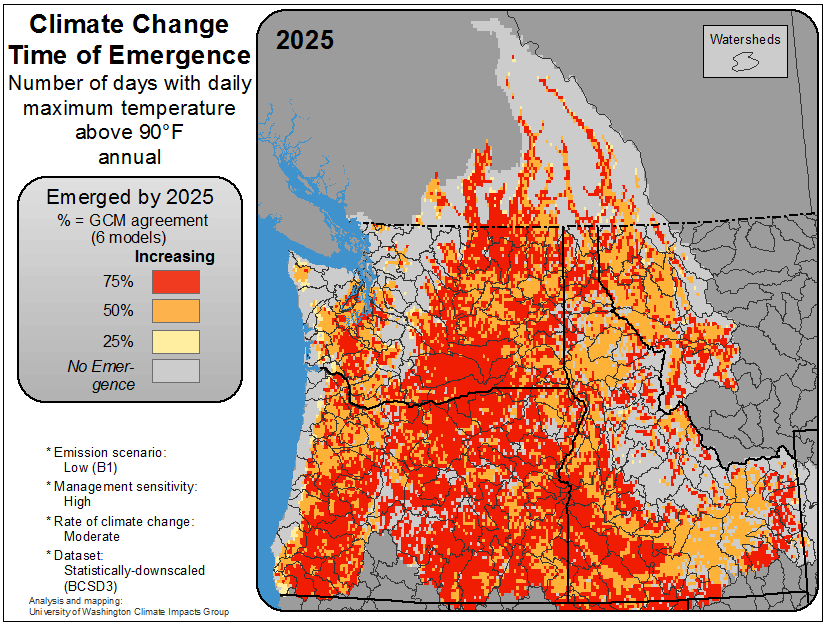 Climate Change
Time of Emergence
Number of days with daily
maximum temperature
above 90°F
annual
Emerged by 2025
% = GCM agreement
(6 models)
Increasing
75%
50%
25%
No Emer-
gence
* Emission scenario:
Low (B1)
* Management sensitivity:
High
* Rate of climate change:
Moderate
* Dataset:
Statistically-downscaled
(BCSD3)
Analysis and mapping:
University of Washington Climate Impacts Group
2025
Watersheds